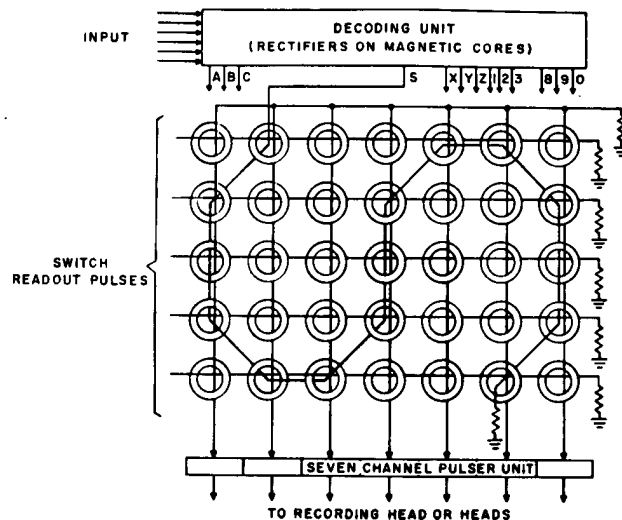 DECODING UNIT
(RECTIFIERS ON MAGNETIC CORES)
INPUT
A B C S X Y Z 1 2 3 8 9 0
SWITCH
READOUT PULSES
SEVEN CHANNEL PULSER UNIT
TO RECORDING HEAD OR HEADS